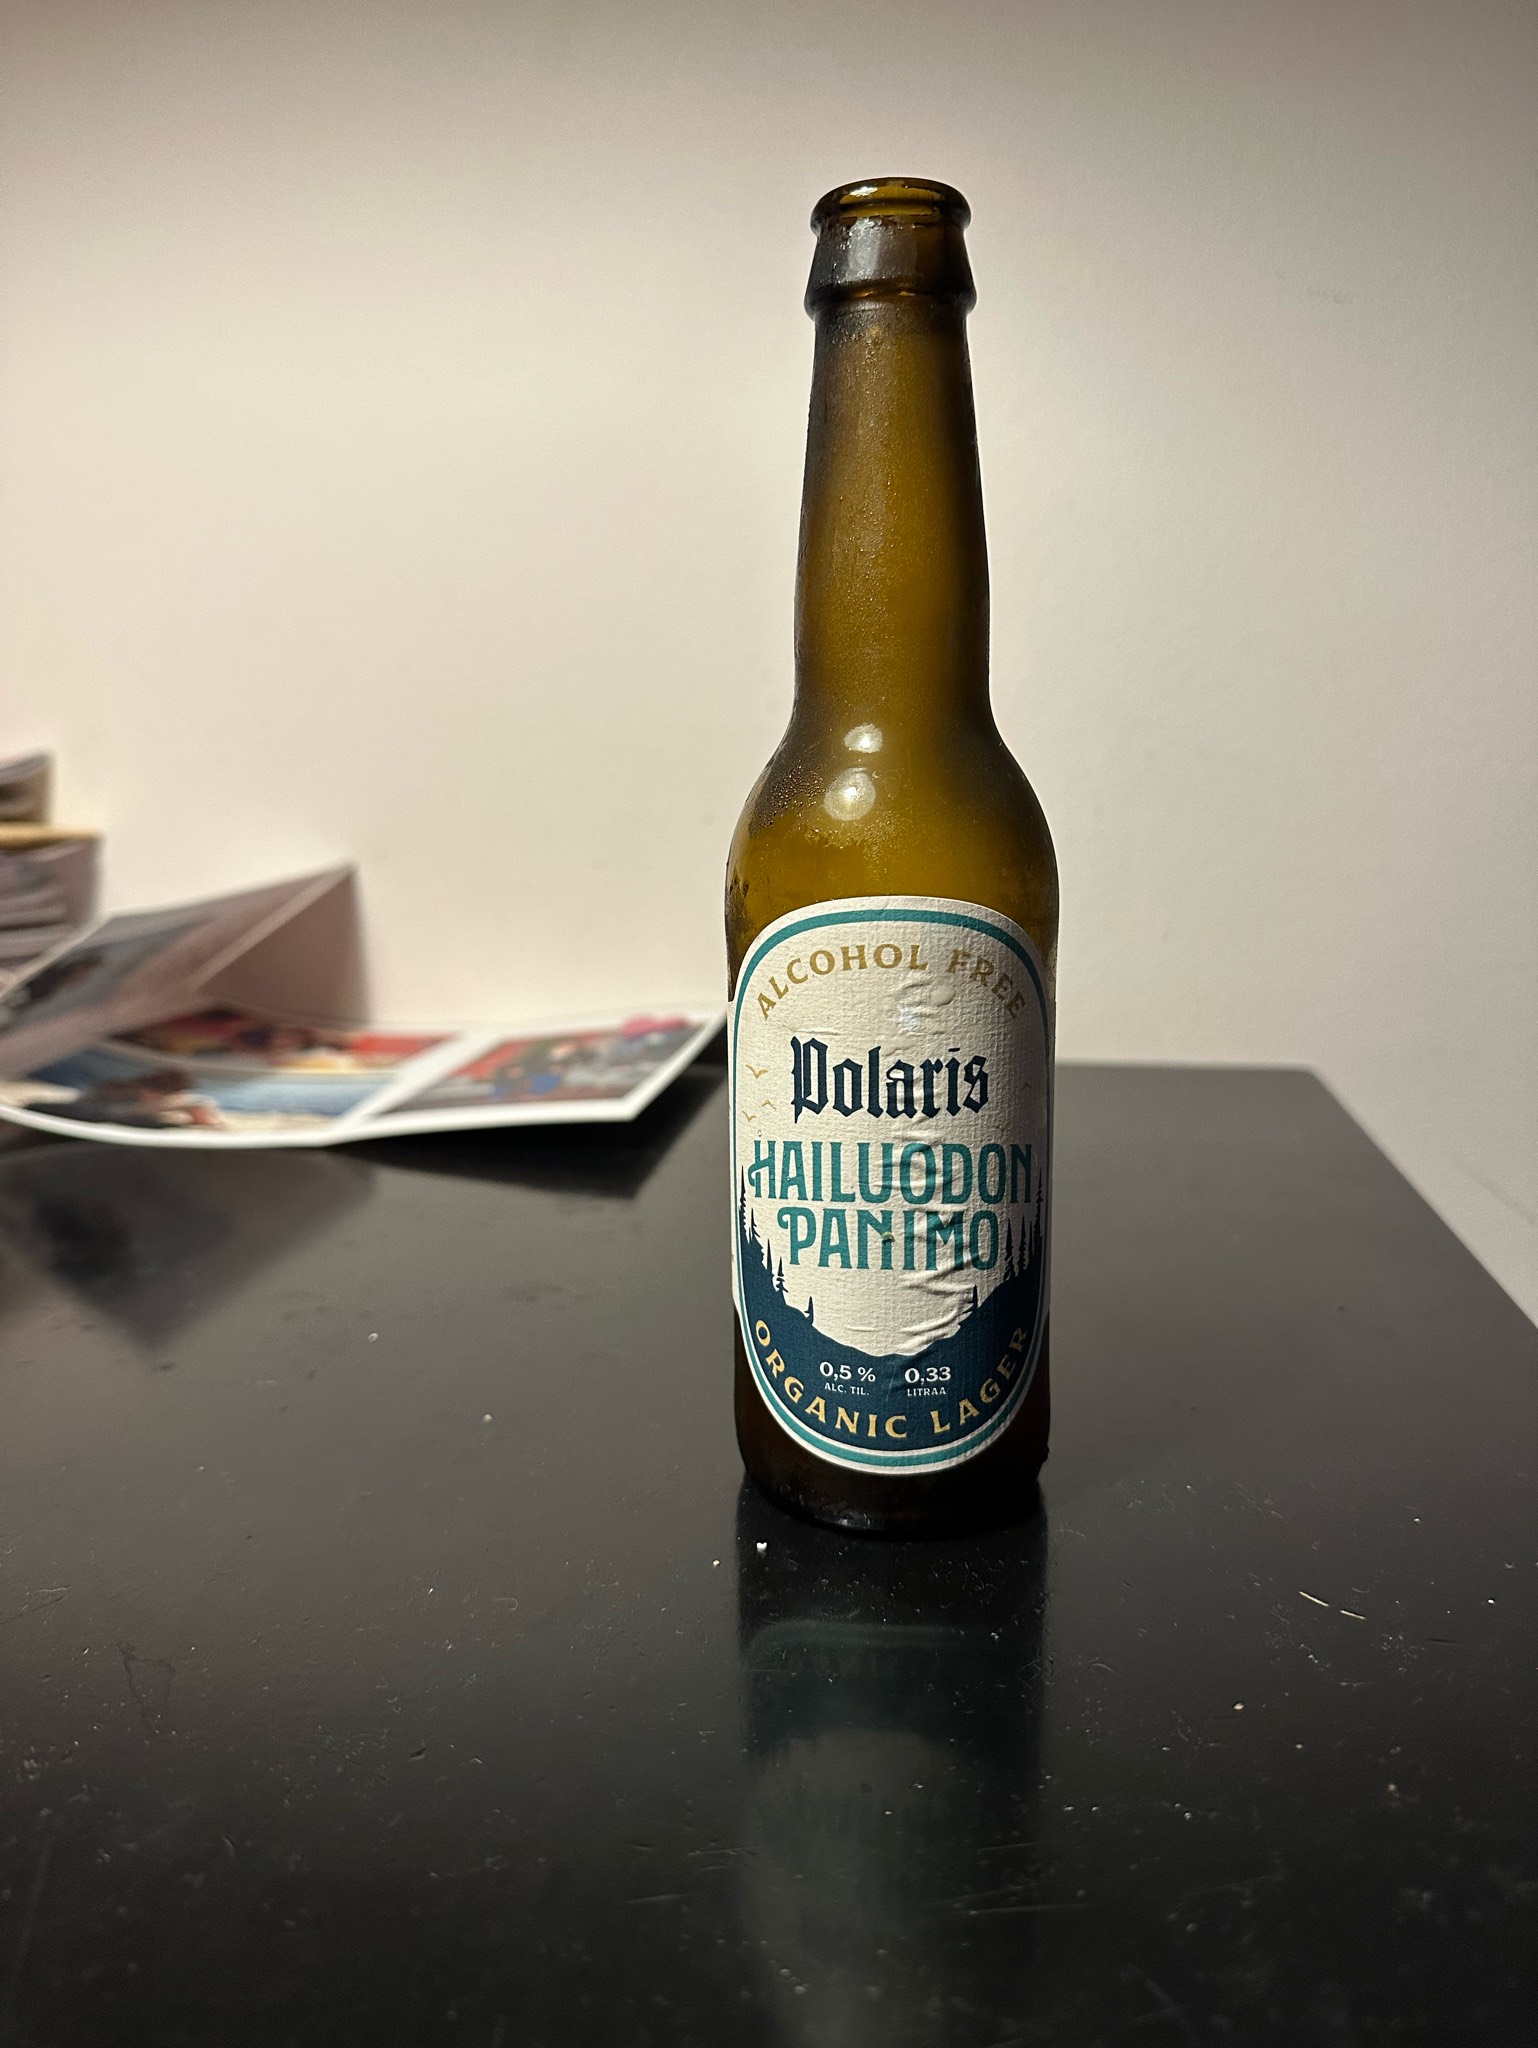 ALCOHOL FREE
Polaris
HAILUODON
PANIMO
0,5 % 0,33
ALC. TIL. LITRAA
ORGANIC LAGER